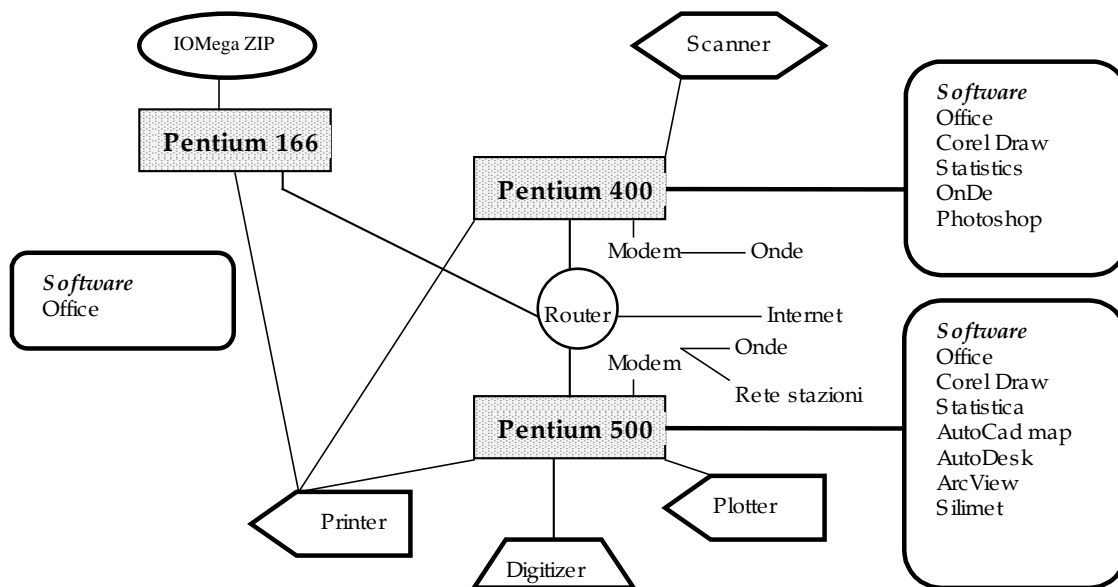 IOMega ZIP
Scanner
Pentium 166
Software
Office
Corel Draw
Statistics
OnDe
Photoshop
Pentium 400
Modem
Onde
Software
Office
Router
Internet
Modem
Onde
Rete stazioni
Software
Office
Corel Draw
Statistica
AutoCad map
AutoDesk
ArcView
Silimet
Pentium 500
Printer
Plotter
Digitizer